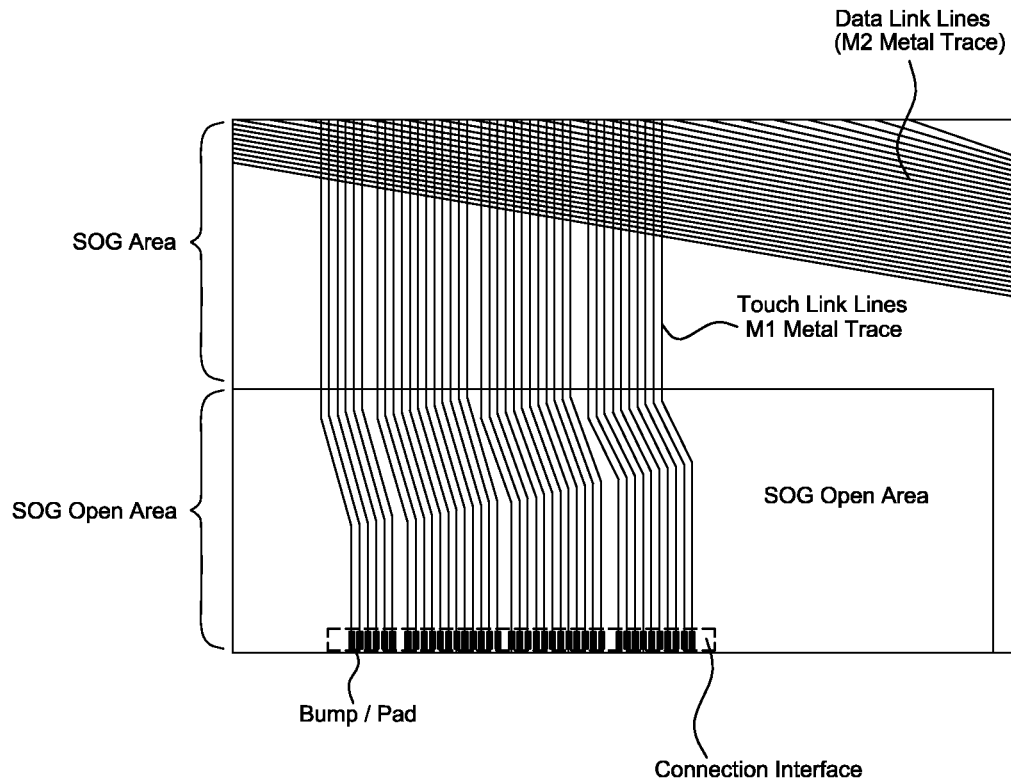 Data Link Lines
(M2 Metal Trace)
SOG Area
Touch Link Lines
M1 Metal Trace
SOG Open Area
SOG Open Area
Bump / Pad
Connection Interface